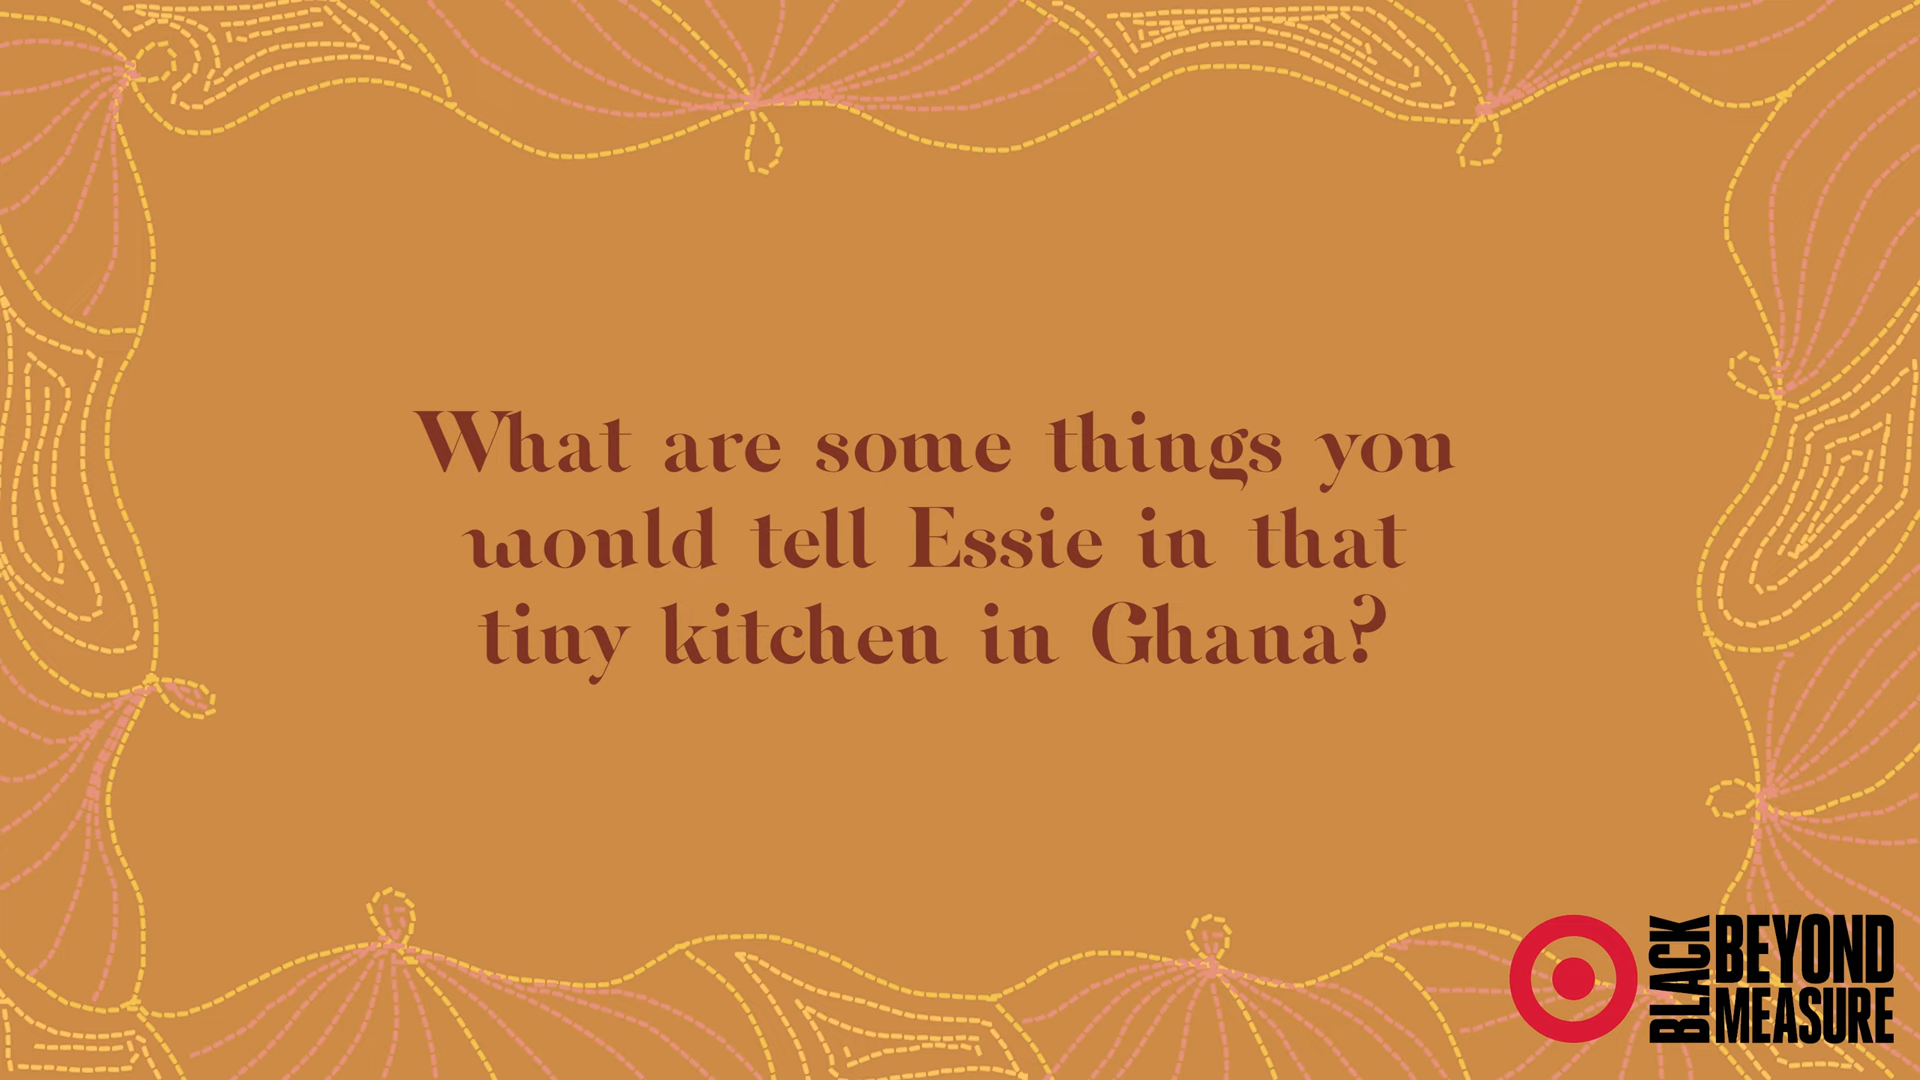 What are some things you
would tell Essie in that
tiny kitchen in Ghana?
BLACK
BEYOND
MEASURE